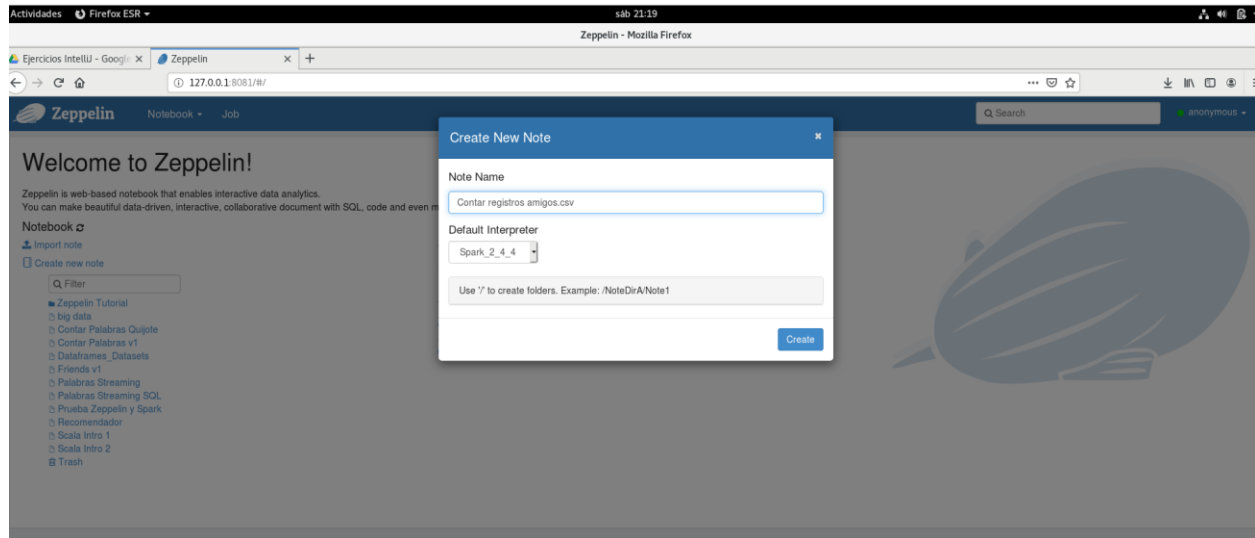 Actividades Firefox ESR
sáb 21:19
Zeppelin - Mozilla Firefox
Ejercicios IntelliJ - Google
Zeppelin
127.0.0.1:8081/#/
Zeppelin Notebook Job
Search
anonymous
Welcome to Zeppelin!
Zeppelin is web-based notebook that enables interactive data analytics.
You can make beautiful data-driven, interactive, collaborative document with SQL, code and even m
Notebook
Import note
Create new note
Filter
Zeppelin Tutorial
big data
Contar Palabras Quijote
Contar Palabras v1
Dataframes_Datasets
Friends v1
Palabras Streaming
Palabras Streaming SQL
Prueba Zeppelin y Spark
Recomendador
Scala Intro 1
Scala Intro 2
Trash
Create New Note
Note Name
Contar registros amigos.csv
Default Interpreter
Spark_2_4_4
Use '/' to create folders. Example: /NoteDirA/Note1
Create